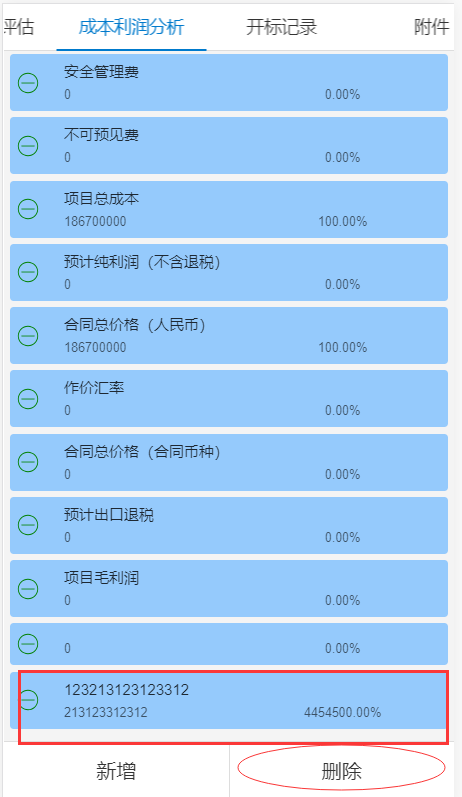 评估 成本利润分析 开标记录 附件
安全管理费
0 0.00%
不可预见费
0 0.00%
项目总成本
186700000 100.00%
预计纯利润（不含退税）
0 0.00%
合同总价格（人民币）
186700000 100.00%
作价汇率
0 0.00%
合同总价格（合同币种）
0 0.00%
预计出口退税
0 0.00%
项目毛利润
0 0.00%
0 0.00%
123213123123312
213123312312 4454500.00%
新增 删除